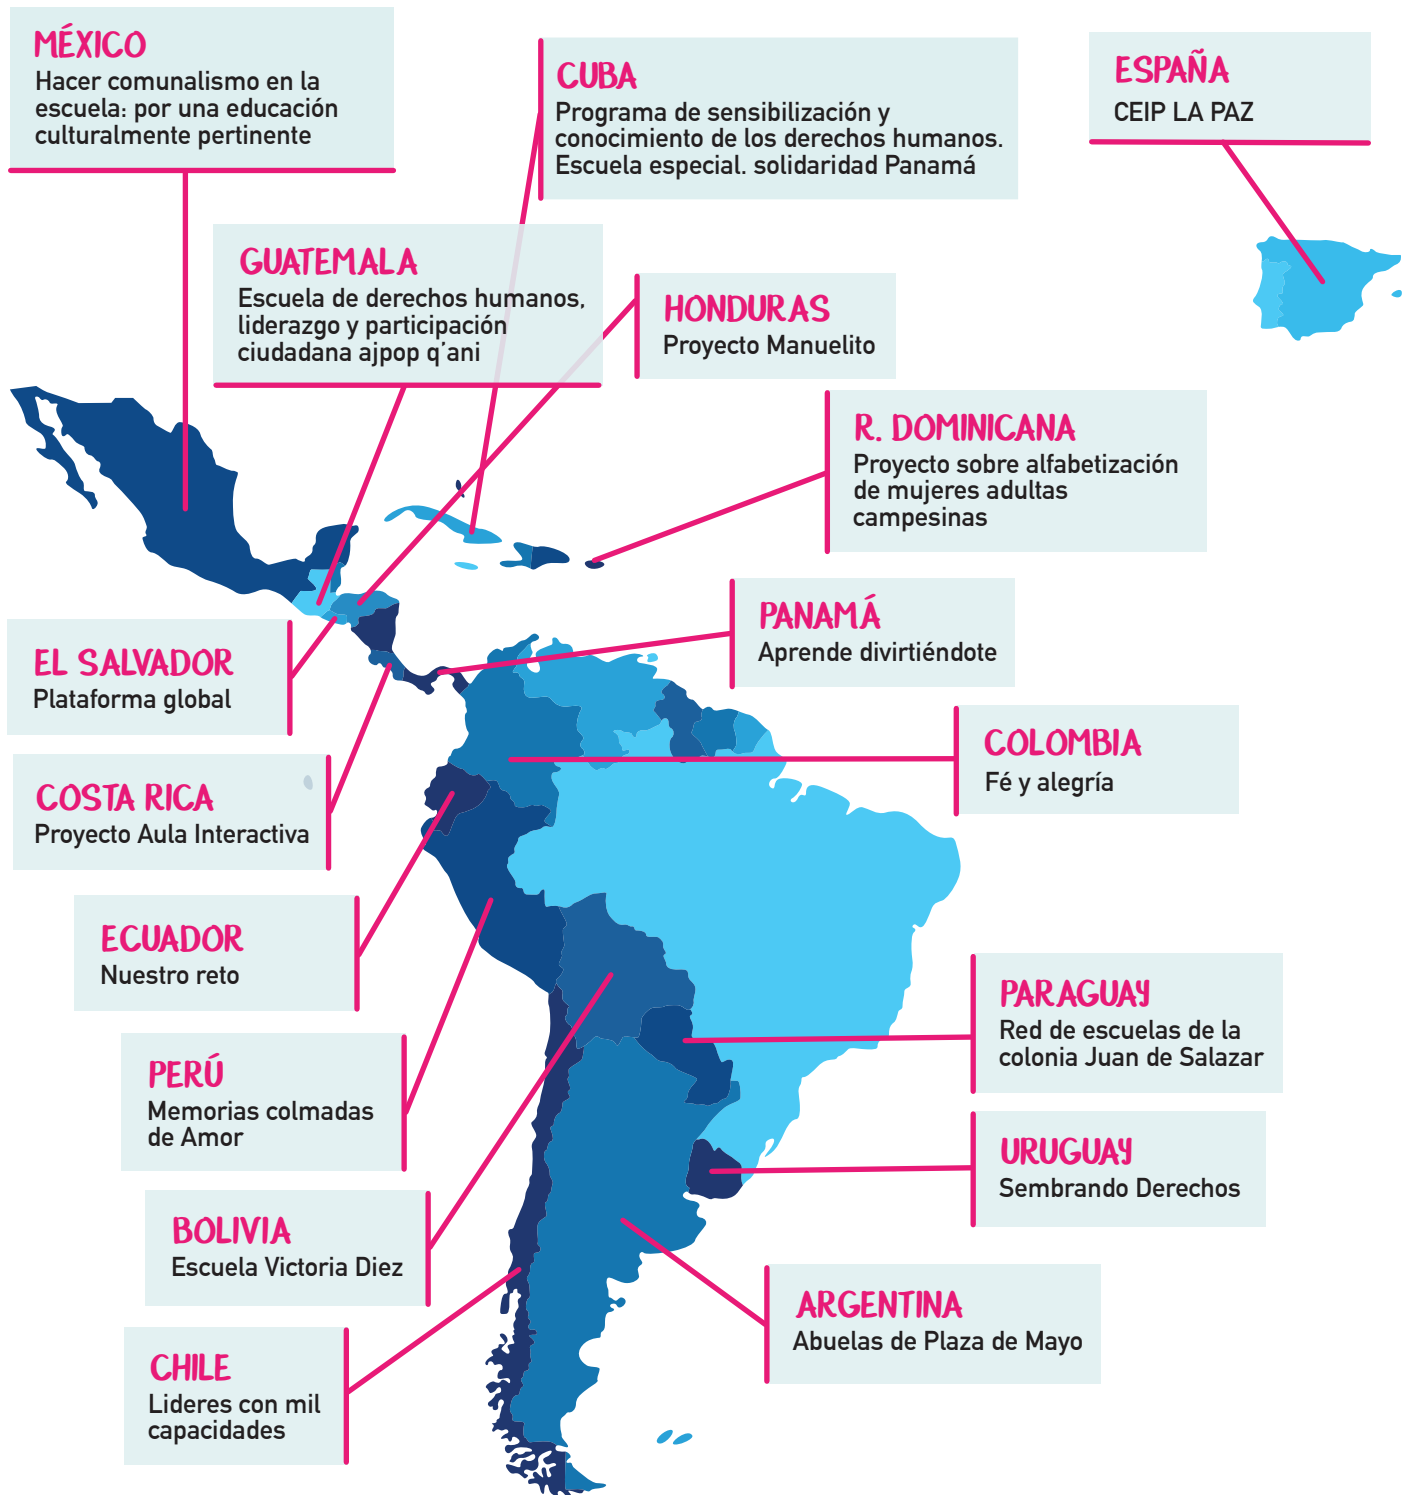 MÉXICO
Hacer comunalismo en la
escuela: por una educación
culturalmente pertinente
CUBA
Programa de sensibilización y
conocimiento de los derechos humanos.
Escuela especial. solidaridad Panamá
ESPAÑA
CEIP LA PAZ
GUATEMALA
Escuela de derechos humanos,
liderazgo y participación
ciudadana ajpop q’ani
HONDURAS
Proyecto Manuelito
R. DOMINICANA
Proyecto sobre alfabetización
de mujeres adultas
campesinas
PANAMÁ
Aprende divirtiéndote
EL SALVADOR
Plataforma global
COLOMBIA
Fé y alegría
COSTA RICA
Proyecto Aula Interactiva
ECUADOR
Nuestro reto
PARAGUAY
Red de escuelas de la
colonia Juan de Salazar
PERÚ
Memorias colmadas
de Amor
URUGUAY
Sembrando Derechos
BOLIVIA
Escuela Victoria Diez
ARGENTINA
Abuelas de Plaza de Mayo
CHILE
Lideres con mil
capacidades